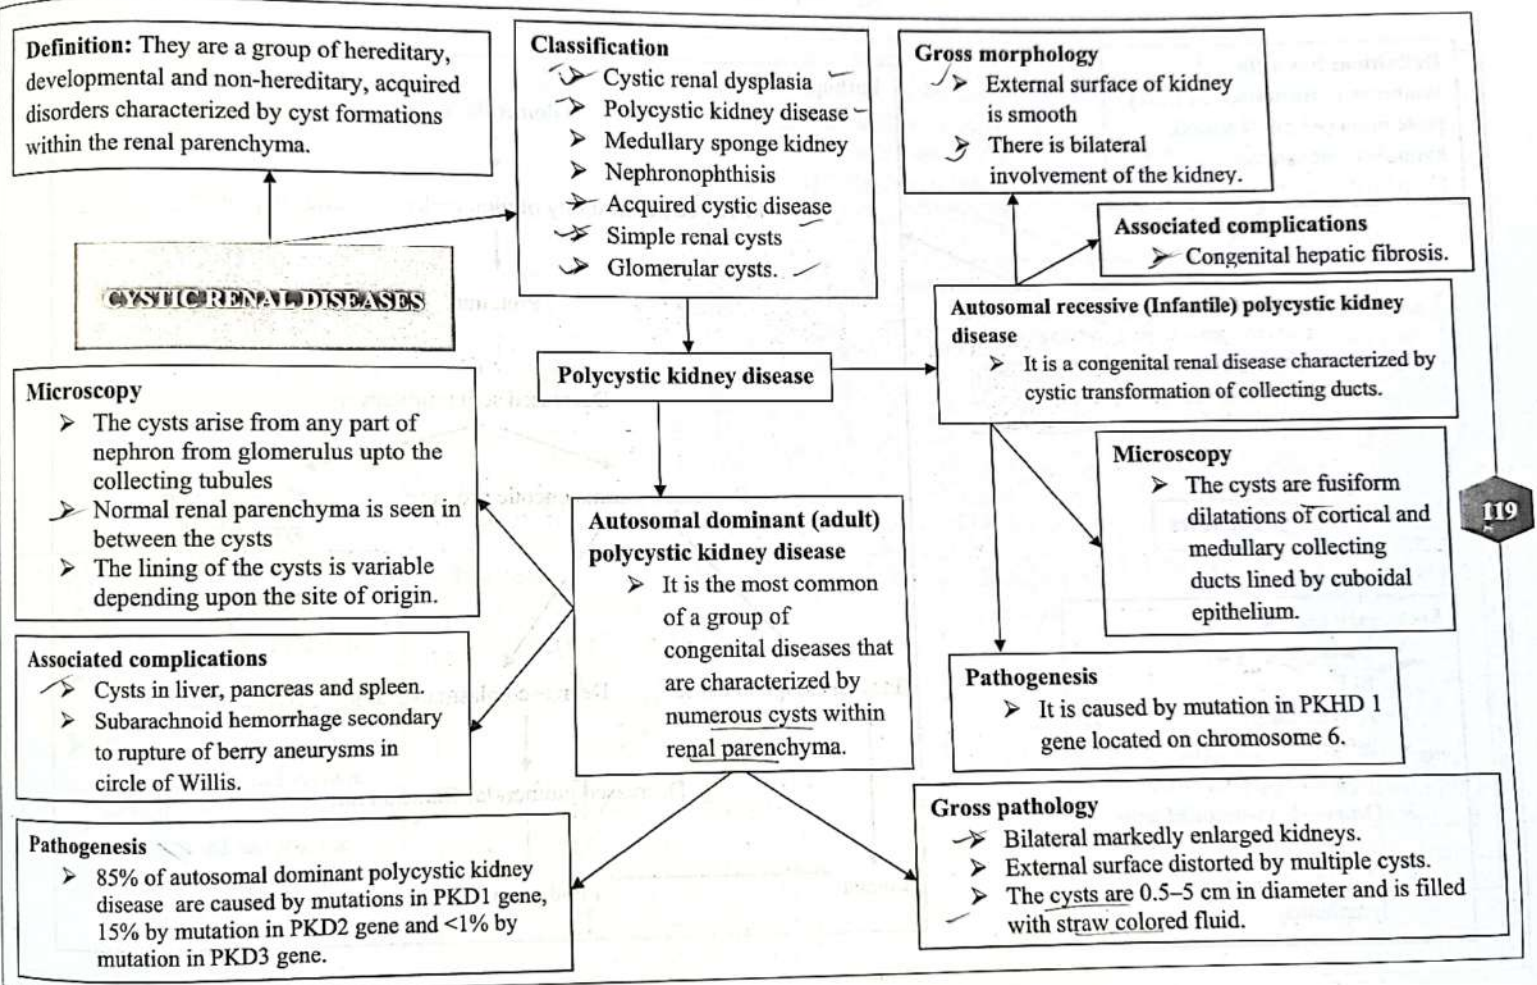 Definition: They are a group of hereditary,
developmental and non-hereditary, acquired
disorders characterized by cyst formations
within the renal parenchyma.
Classification
➢ Cystic renal dysplasia
➢ Polycystic kidney disease
➢ Medullary sponge kidney
➢ Nephronophthisis
➢ Acquired cystic disease
➢ Simple renal cysts
➢ Glomerular cysts.
Gross morphology
➢ External surface of kidney
is smooth
➢ There is bilateral
involvement of the kidney.
Associated complications
➢ Congenital hepatic fibrosis.
CYSTIC RENAL DISEASES
Autosomal recessive (Infantile) polycystic kidney
disease
➢ It is a congenital renal disease characterized by
cystic transformation of collecting ducts.
Polycystic kidney disease
Microscopy
➢ The cysts arise from any part of
nephron from glomerulus upto the
collecting tubules
➢ Normal renal parenchyma is seen in
between the cysts
➢ The lining of the cysts is variable
depending upon the site of origin.
Autosomal dominant (adult)
polycystic kidney disease
➢ It is the most common
of a group of
congenital diseases that
are characterized by
numerous cysts within
renal parenchyma.
Microscopy
➢ The cysts are fusiform
dilatations of cortical and
medullary collecting
ducts lined by cuboidal
epithelium.
119
Associated complications
➢ Cysts in liver, pancreas and spleen.
➢ Subarachnoid hemorrhage secondary
to rupture of berry aneurysms in
circle of Willis.
Pathogenesis
➢ It is caused by mutation in PKHD 1
gene located on chromosome 6.
Pathogenesis
➢ 85% of autosomal dominant polycystic kidney
disease are caused by mutations in PKD1 gene,
15% by mutation in PKD2 gene and <1% by
mutation in PKD3 gene.
Gross pathology
➢ Bilateral markedly enlarged kidneys.
➢ External surface distorted by multiple cysts.
➢ The cysts are 0.5–5 cm in diameter and is filled
with straw colored fluid.